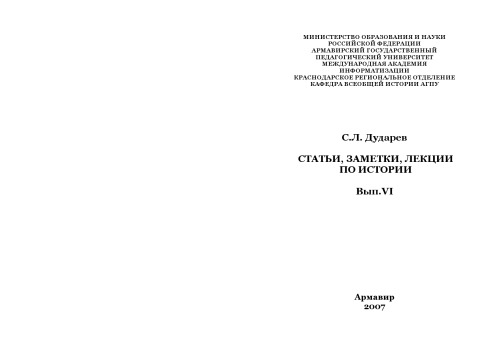 МИНИСТЕРСТВО ОБРАЗОВАНИЯ И НАУКИ
РОССИЙСКОЙ ФЕДЕРАЦИИ
АРМАВИРСКИЙ ГОСУДАРСТВЕННЫЙ
ПЕДАГОГИЧЕСКИЙ УНИВЕРСИТЕТ
МЕЖДУНАРОДНАЯ АКАДЕМИЯ
ИНФОРМАТИЗАЦИИ
КРАСНОДАРСКОЕ РЕГИОНАЛЬНОЕ ОТДЕЛЕНИЕ
КАФЕДРА ВСЕОБЩЕЙ ИСТОРИИ АГПУ
С.Л. Дударев
СТАТЬИ, ЗАМЕТКИ, ЛЕКЦИИ
ПО ИСТОРИИ
Вып.VI
Армавир
2007